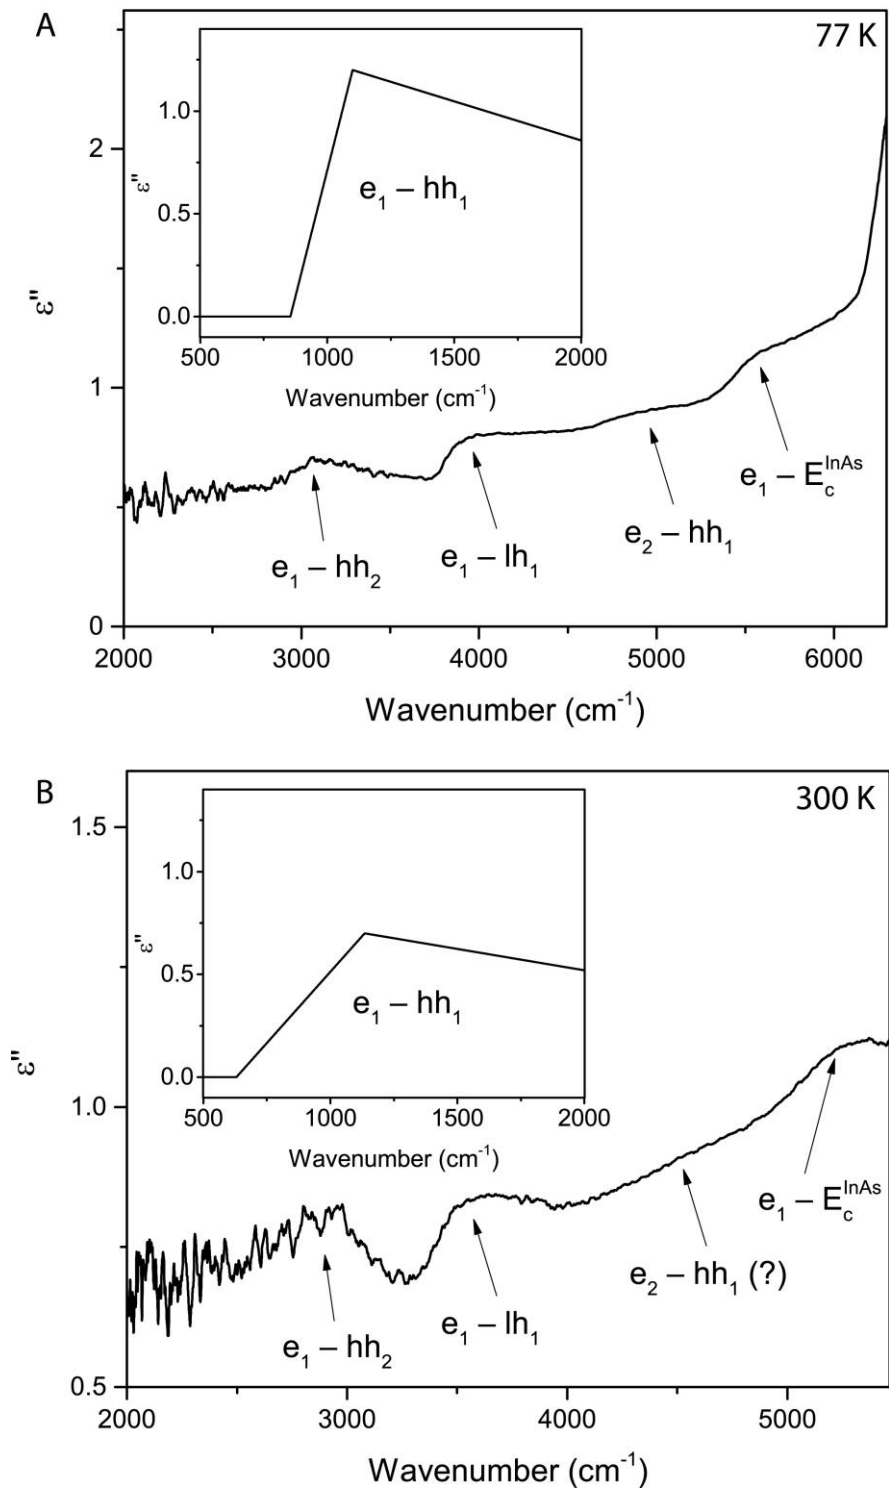 A
77 K
ε"
1.0
0.5
0.0
e₁ – hh₁
500 1000 1500 2000
Wavenumber (cm⁻¹)
ε"
2
1
0
e₁ – hh₂
e₁ – lh₁
e₂ – hh₁
e₁ – E꜀ᴵⁿᴬˢ
2000 3000 4000 5000 6000
Wavenumber (cm⁻¹)
B
300 K
ε"
1.0
0.5
0.0
e₁ – hh₁
500 1000 1500 2000
Wavenumber (cm⁻¹)
ε"
1.5
1.0
0.5
e₁ – hh₂
e₁ – lh₁
e₂ – hh₁ (?)
e₁ – E꜀ᴵⁿᴬˢ
2000 3000 4000 5000
Wavenumber (cm⁻¹)